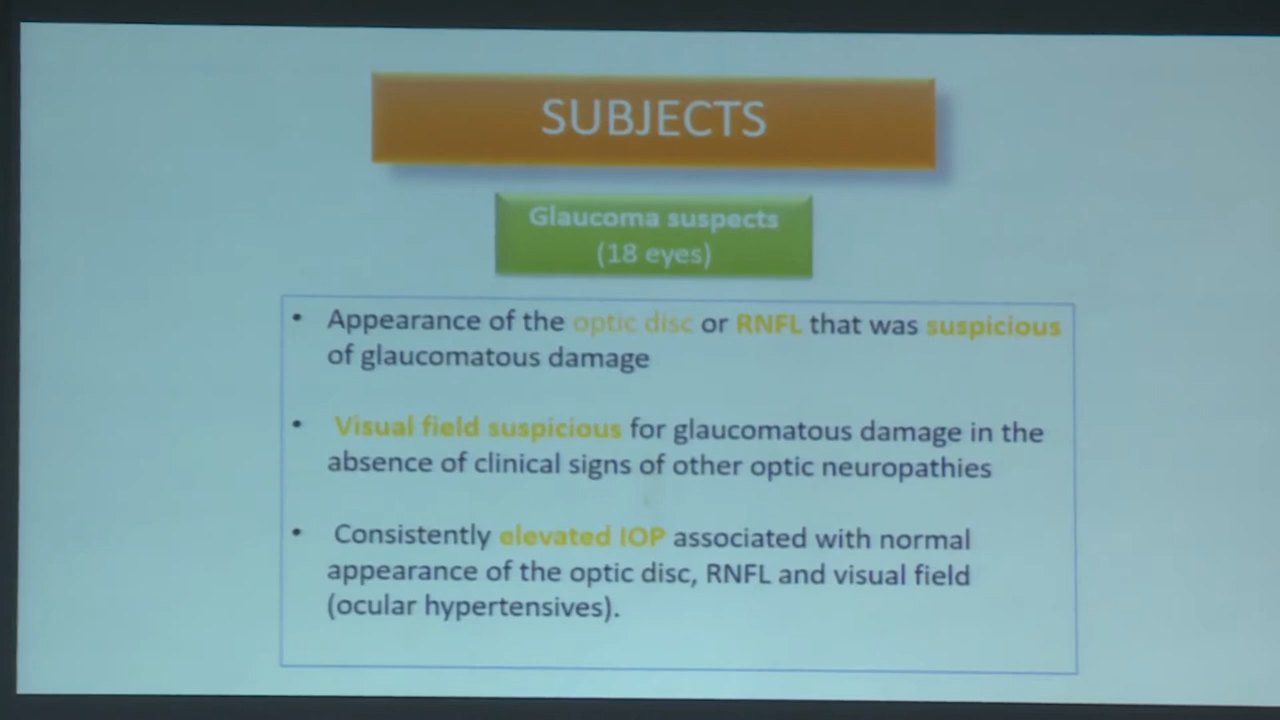 SUBJECTS
Glaucoma suspects
(18 eyes)
• Appearance of the optic disc or RNFL that was suspicious
of glaucomatous damage
• Visual field suspicious for glaucomatous damage in the
absence of clinical signs of other optic neuropathies
• Consistently elevated IOP associated with normal
appearance of the optic disc, RNFL and visual field
(ocular hypertensives).